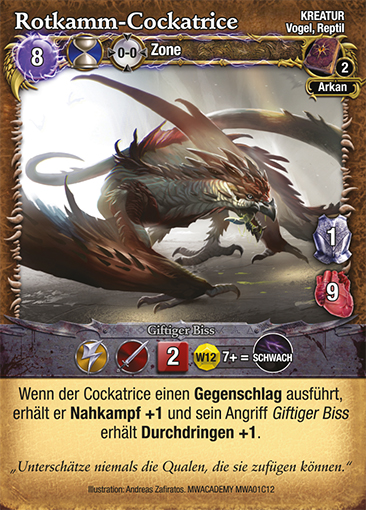 Rotkamm-Cockatrice
KREATUR
Vogel, Reptil
8
0-0
Zone
2
Arkan
1
9
Giftiger Biss
2
W12
7+ =
SCHWACH
Wenn der Cockatrice einen Gegenschlag ausführt,
erhält er Nahkampf +1 und sein Angriff Giftiger Biss
erhält Durchdringen +1.
„Unterschätze niemals die Qualen, die sie zufügen können.“
Illustration: Andreas Zafiratos. MWACADEMY MWA01C12